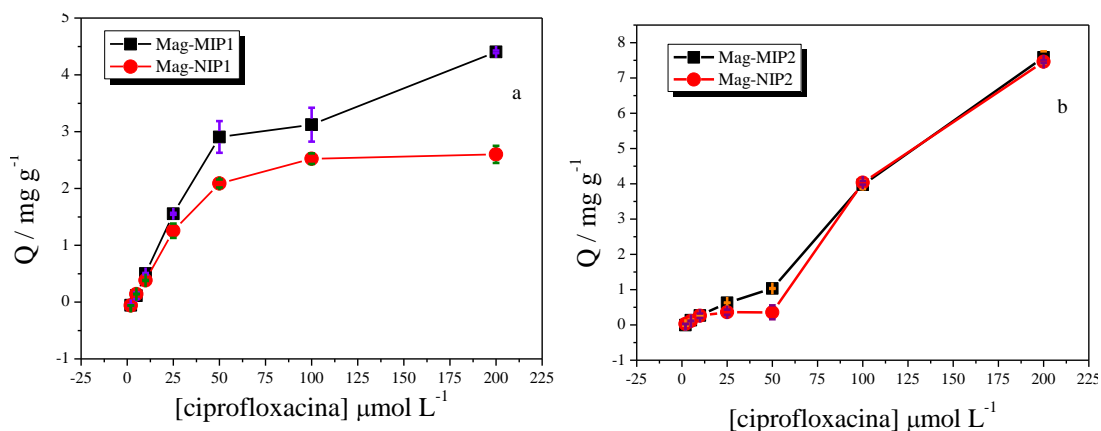 5
4
3
2
1
0
-1
Q / mg g⁻¹
Mag-MIP1
Mag-NIP1
a
-25 0 25 50 75 100 125 150 175 200 225
[ciprofloxacina] μmol L⁻¹
8
7
6
5
4
3
2
1
0
-1
Q / mg g⁻¹
Mag-MIP2
Mag-NIP2
b
-25 0 25 50 75 100 125 150 175 200 225
[ciprofloxacina] μmol L⁻¹